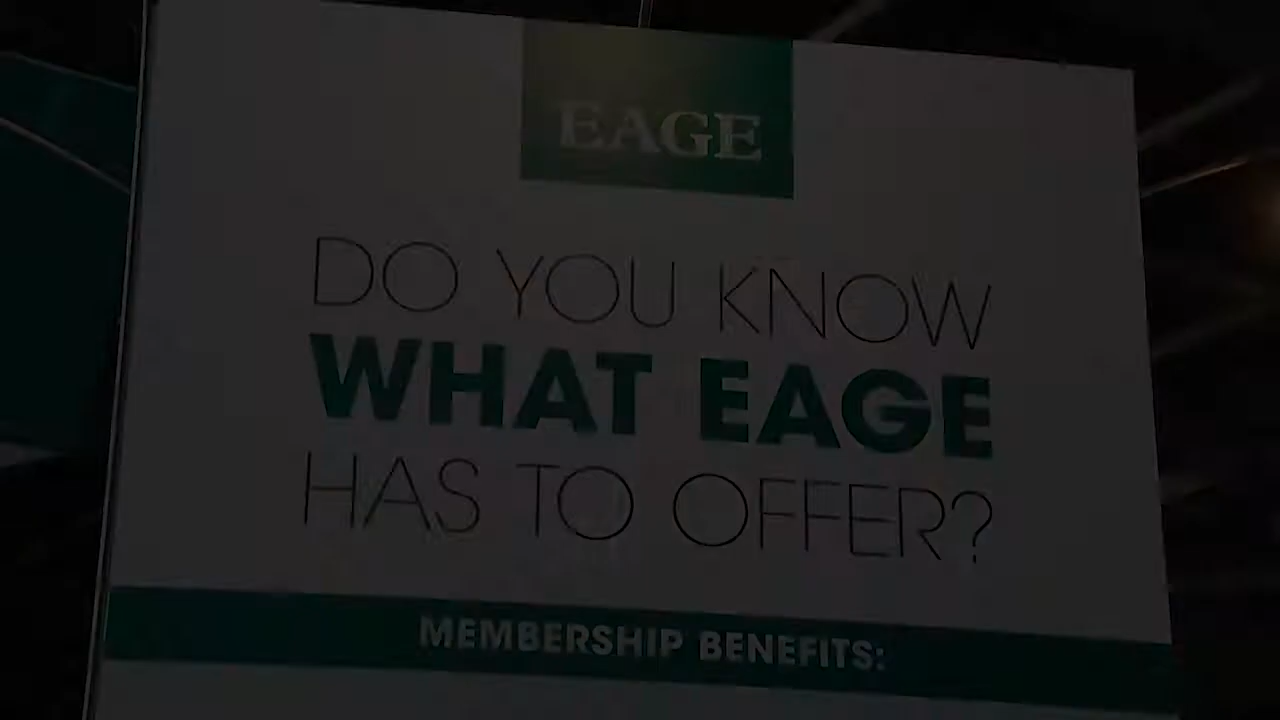 EAGE
DO YOU KNOW
WHAT EAGE
HAS TO OFFER?
MEMBERSHIP BENEFITS: